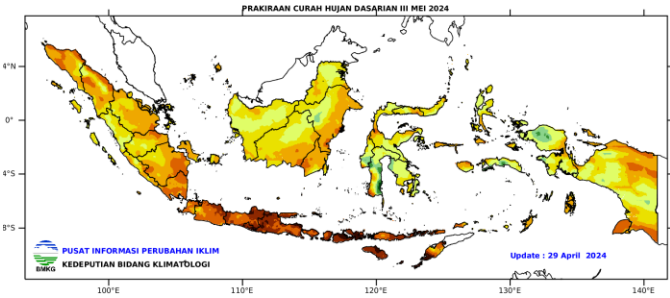 PRAKIRAAN CURAH HUJAN DASARIAN III MEI 2024
4°N
0°
4°S
8°S
PUSAT INFORMASI PERUBAHAN IKLIM
KEDEPUTIAN BIDANG KLIMATOLOGI
BMKG
Update : 29 April 2024
100°E 110°E 120°E 130°E 140°E